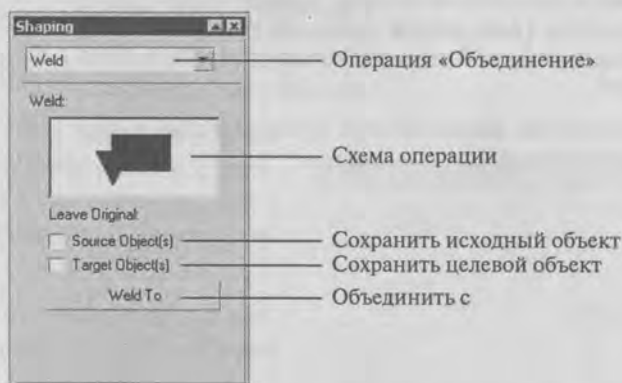 Shaping
Weld
Операция «Объединение»
Weld:
Схема операции
Leave Original:
Source Object(s)
Сохранить исходный объект
Target Object(s)
Сохранить целевой объект
Weld To
Объединить с